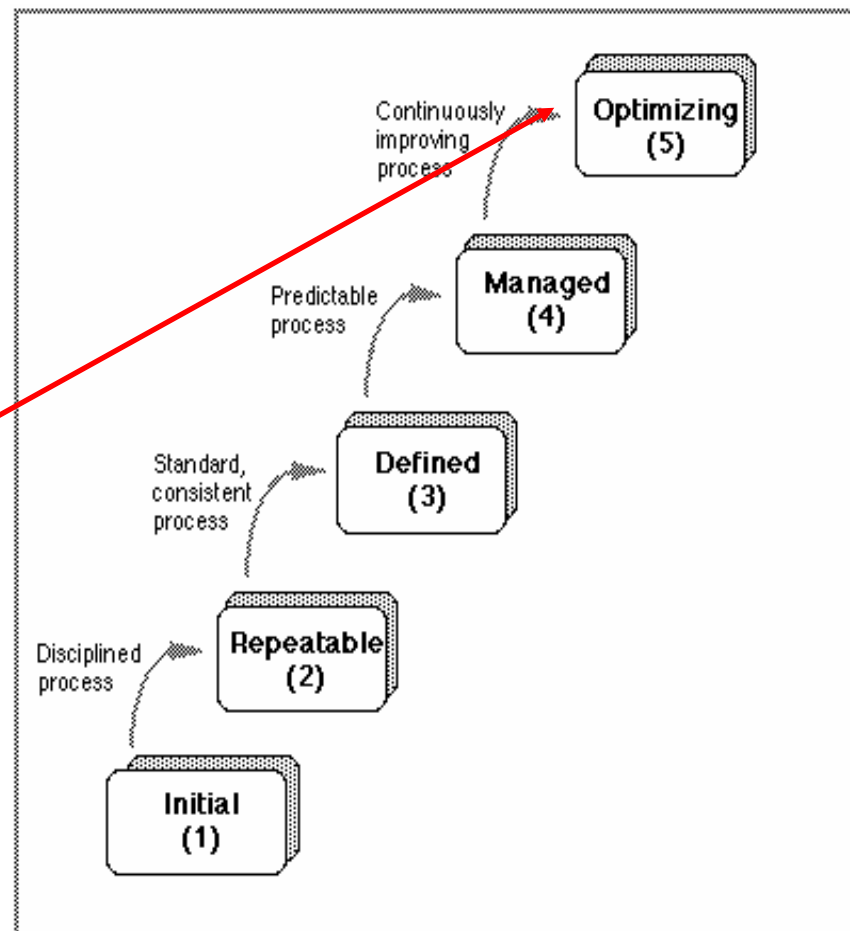 Continuously
improving
process
Optimizing
(5)
Predictable
process
Managed
(4)
Standard,
consistent
process
Defined
(3)
Disciplined
process
Repeatable
(2)
Initial
(1)